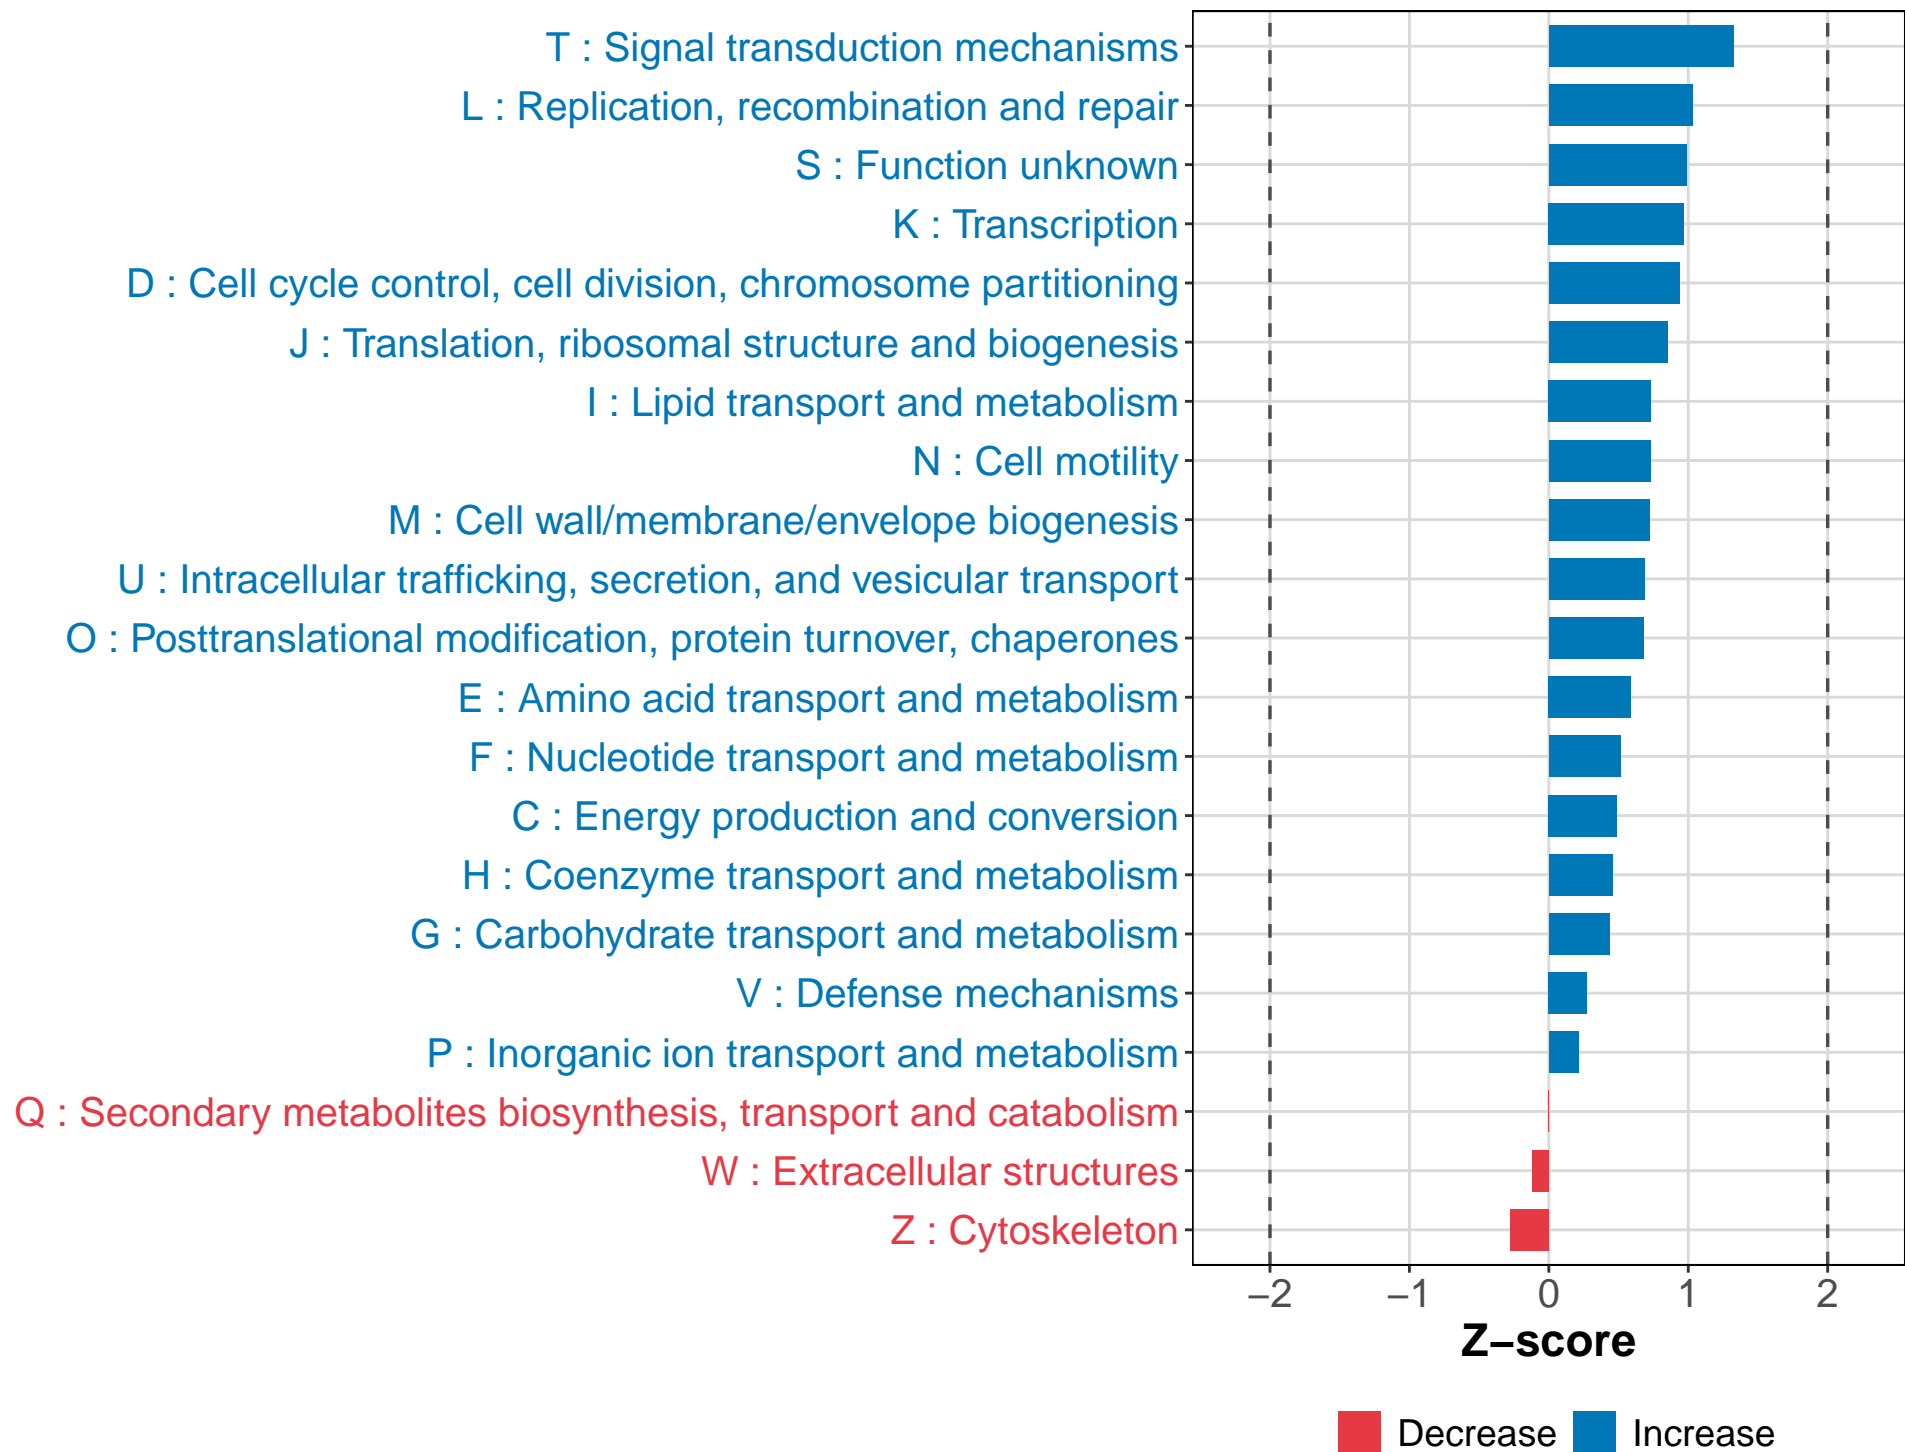 T : Signal transduction mechanisms
L : Replication, recombination and repair
S : Function unknown
K : Transcription
D : Cell cycle control, cell division, chromosome partitioning
J : Translation, ribosomal structure and biogenesis
I : Lipid transport and metabolism
N : Cell motility
M : Cell wall/membrane/envelope biogenesis
U : Intracellular trafficking, secretion, and vesicular transport
O : Posttranslational modification, protein turnover, chaperones
E : Amino acid transport and metabolism
F : Nucleotide transport and metabolism
C : Energy production and conversion
H : Coenzyme transport and metabolism
G : Carbohydrate transport and metabolism
V : Defense mechanisms
P : Inorganic ion transport and metabolism
Q : Secondary metabolites biosynthesis, transport and catabolism
W : Extracellular structures
Z : Cytoskeleton
−2 −1 0 1 2
Z−score
Decrease Increase